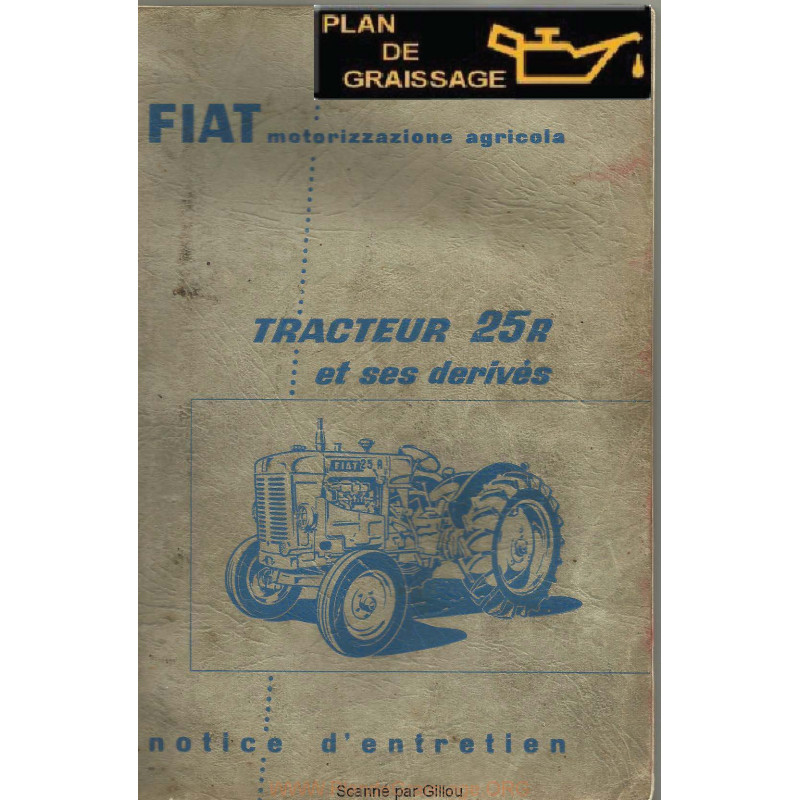 PLAN
DE
GRAISSAGE
FIAT motorizzazione agricola
TRACTEUR 25R
et ses derivés
FIAT 25 R
notice d'entretien
Scanné par Gillou